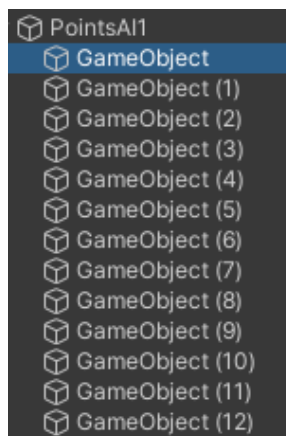 PointsAI1
GameObject
GameObject (1)
GameObject (2)
GameObject (3)
GameObject (4)
GameObject (5)
GameObject (6)
GameObject (7)
GameObject (8)
GameObject (9)
GameObject (10)
GameObject (11)
GameObject (12)